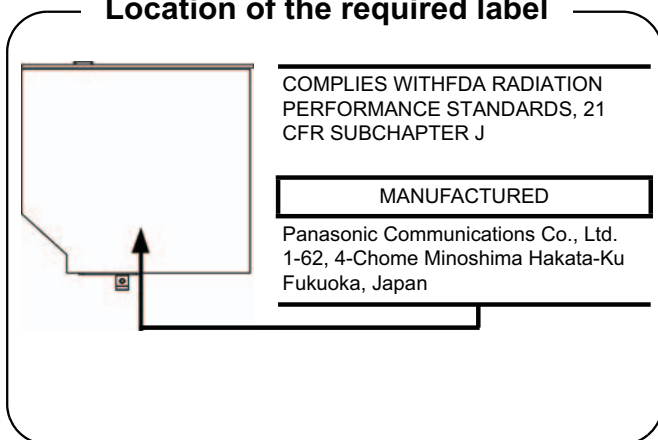 Location of the required label
COMPLIES WITHFDA RADIATION
PERFORMANCE STANDARDS, 21
CFR SUBCHAPTER J
MANUFACTURED
Panasonic Communications Co., Ltd.
1-62, 4-Chome Minoshima Hakata-Ku
Fukuoka, Japan